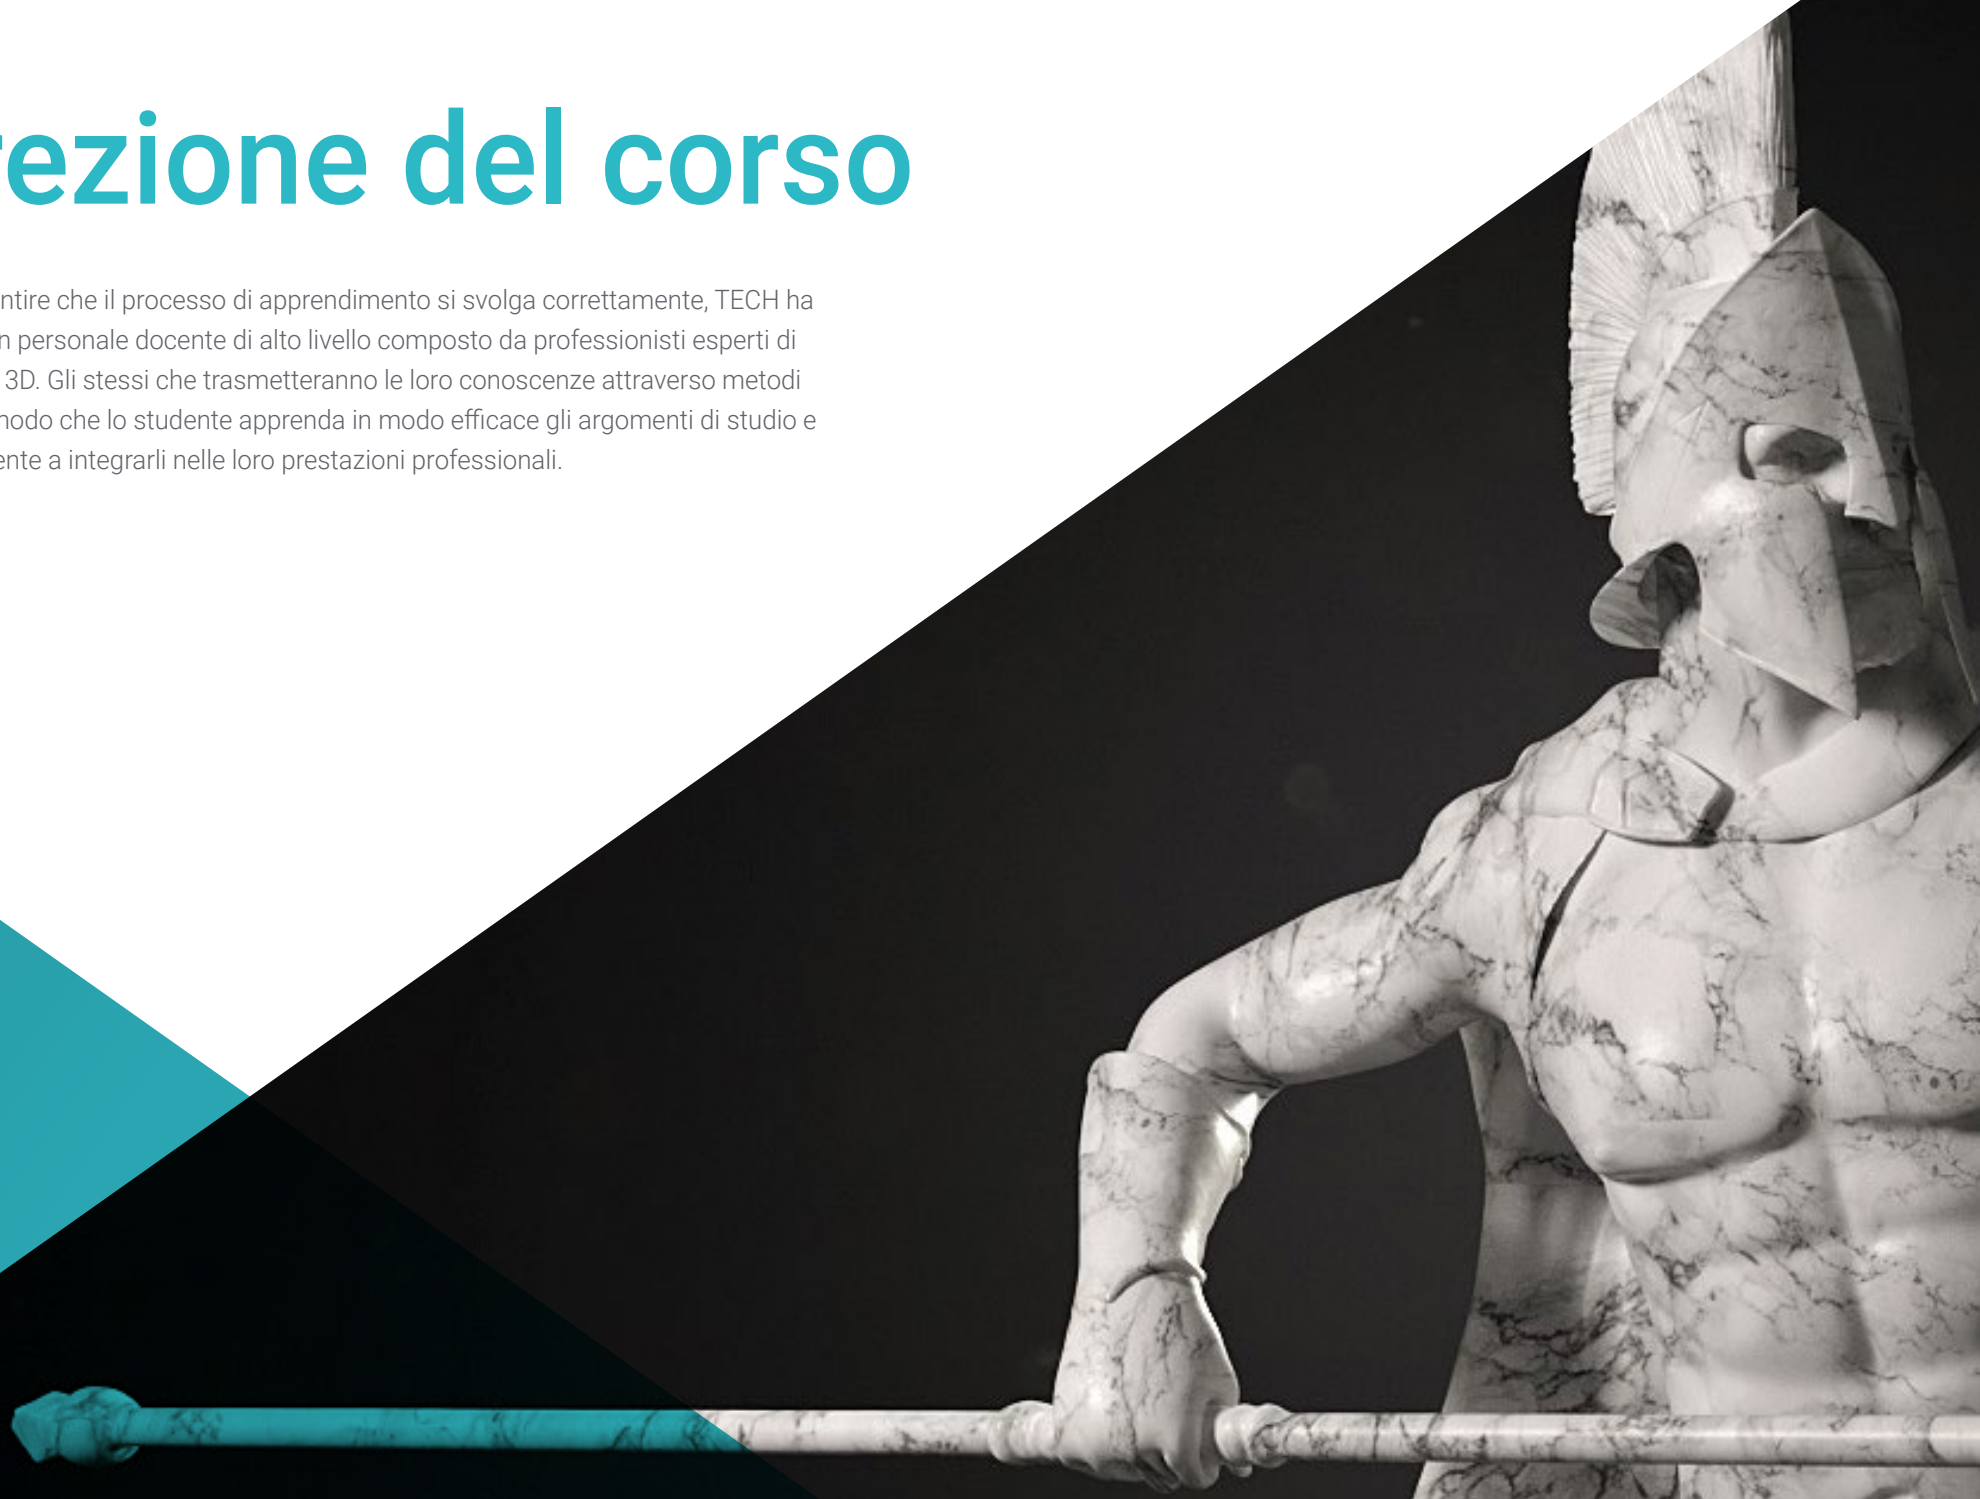 rezione del corso
ntire che il processo di apprendimento si svolga correttamente, TECH ha
n personale docente di alto livello composto da professionisti esperti di
3D. Gli stessi che trasmetteranno le loro conoscenze attraverso metodi
modo che lo studente apprenda in modo efficace gli argomenti di studio e
ente a integrarli nelle loro prestazioni professionali.